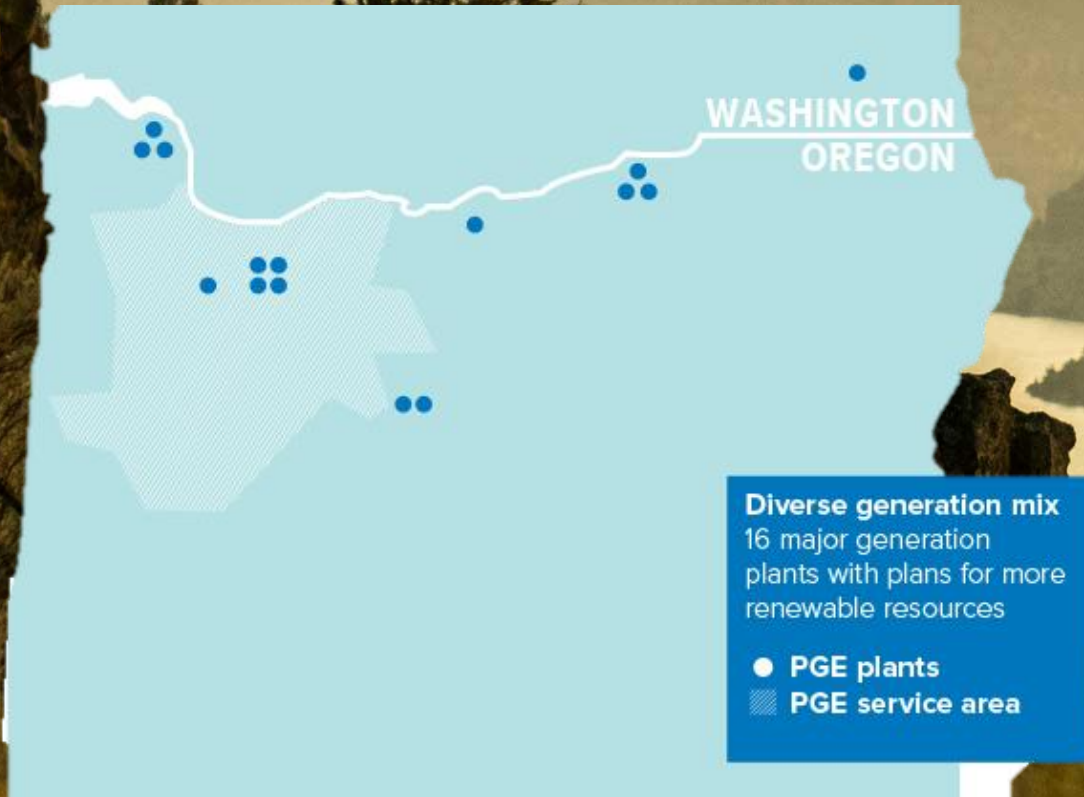 WASHINGTON
OREGON
Diverse generation mix
16 major generation
plants with plans for more
renewable resources
PGE plants
PGE service area